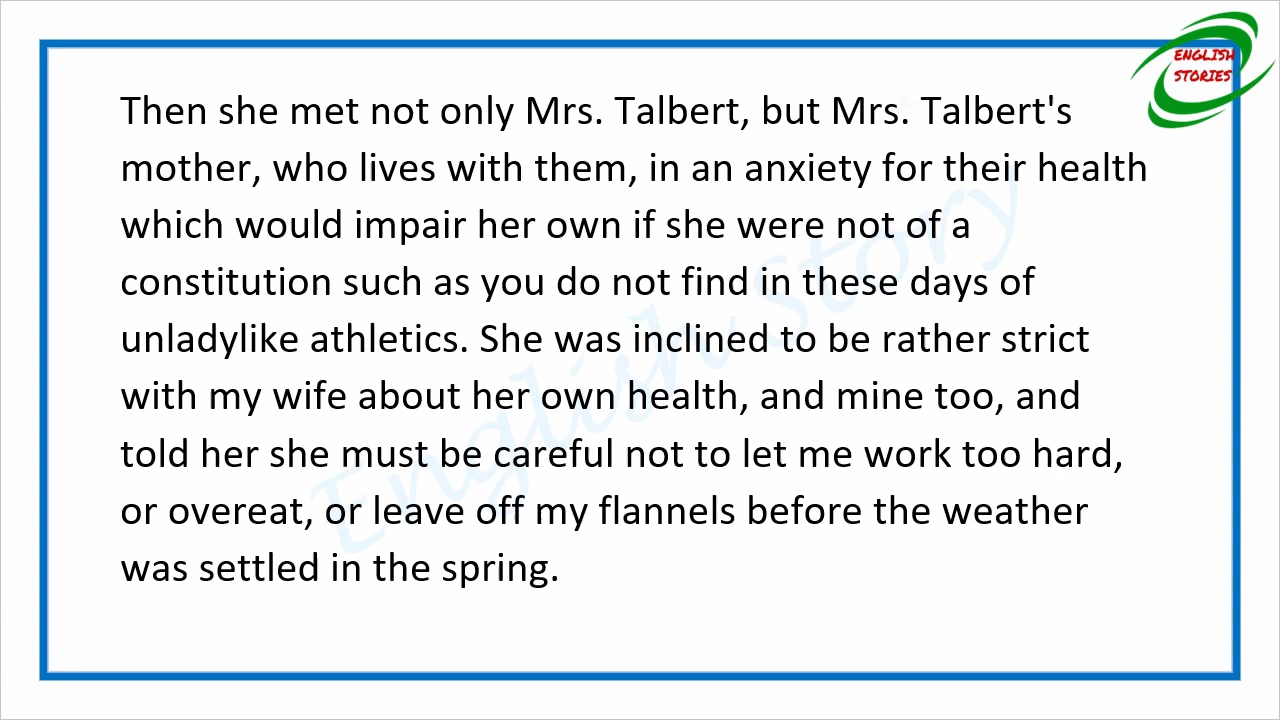 ENGLISH
STORIES
Then she met not only Mrs. Talbert, but Mrs. Talbert's
mother, who lives with them, in an anxiety for their health
which would impair her own if she were not of a
constitution such as you do not find in these days of
unladylike athletics. She was inclined to be rather strict
with my wife about her own health, and mine too, and
told her she must be careful not to let me work too hard,
or overeat, or leave off my flannels before the weather
was settled in the spring.
English Story